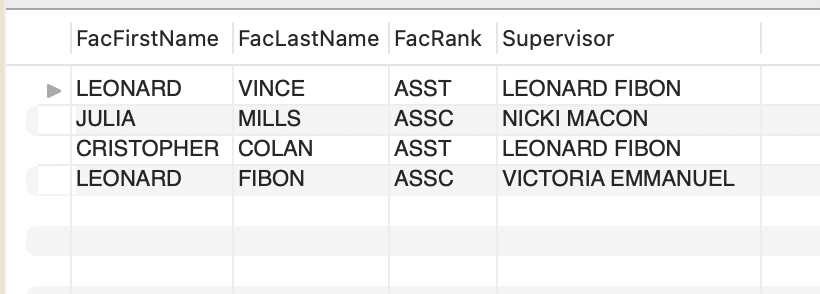 FacFirstName FacLastName FacRank Supervisor
LEONARD VINCE ASST LEONARD FIBON
JULIA MILLS ASSC NICKI MACON
CRISTOPHER COLAN ASST LEONARD FIBON
LEONARD FIBON ASSC VICTORIA EMMANUEL